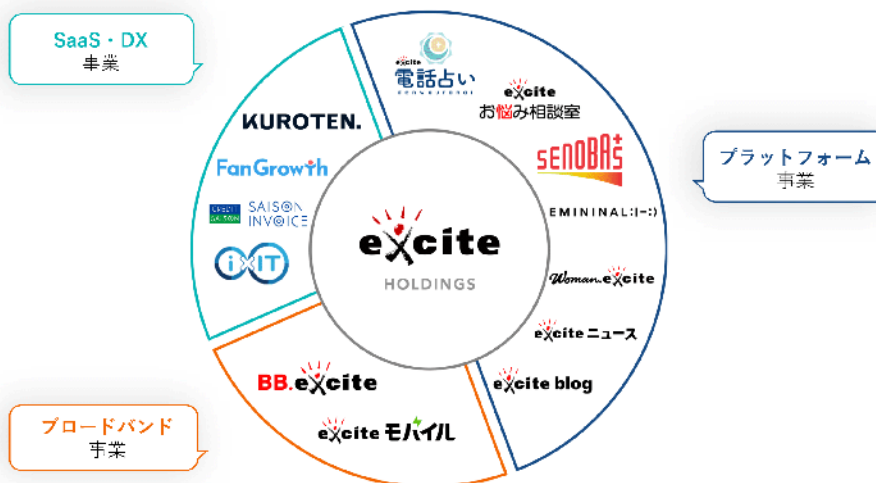 SaaS・DX
事業
excite
電話占い
excite
お悩み相談室
KUROTEN.
SENOBAS+
FanGrowth
プラットフォーム
事業
CREDIT
SAISON
SAISON
INVOICE
EMININAL:I-:)
excite
HOLDINGS
iXIT
Woman.excite
excite ニュース
BB.excite
excite blog
excite モバイル
ブロードバンド
事業